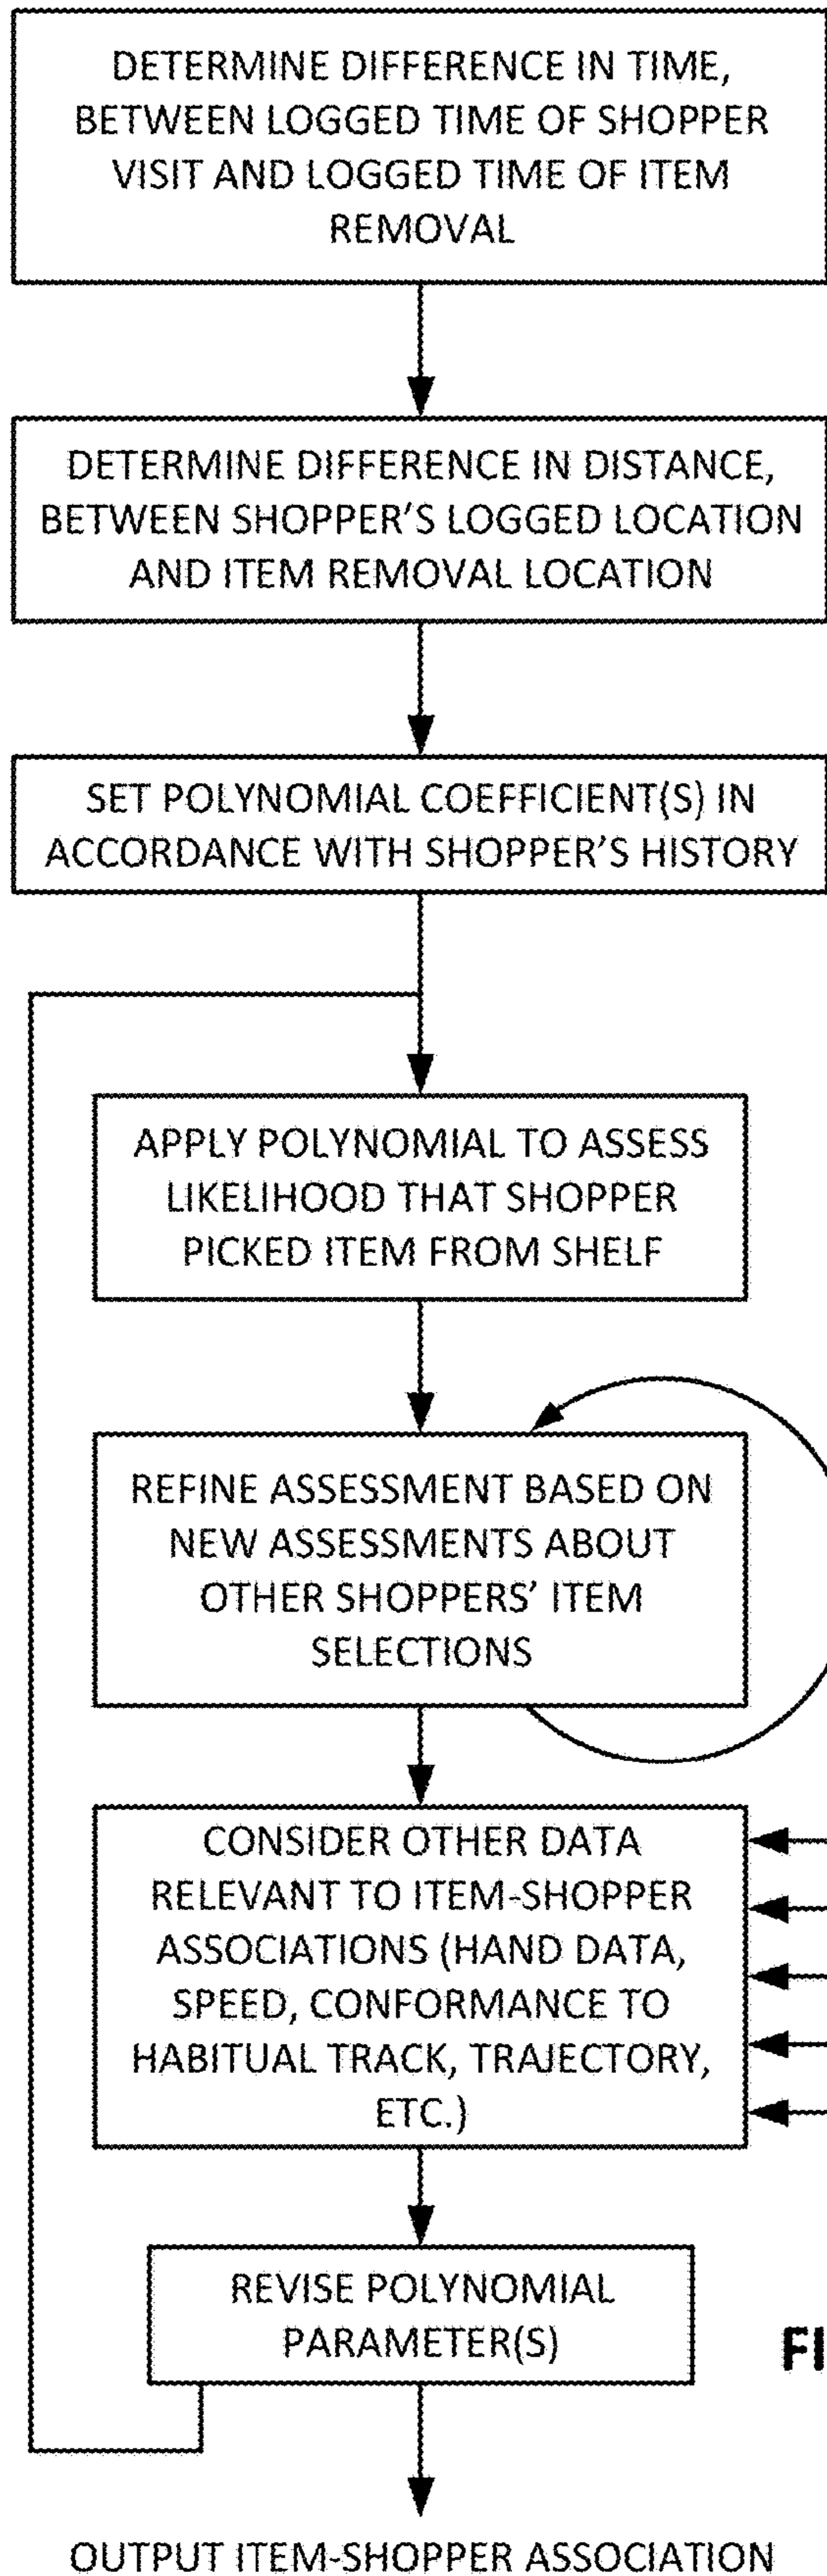 DETERMINE DIFFERENCE IN TIME,
BETWEEN LOGGED TIME OF SHOPPER
VISIT AND LOGGED TIME OF ITEM
REMOVAL
DETERMINE DIFFERENCE IN DISTANCE,
BETWEEN SHOPPER'S LOGGED LOCATION
AND ITEM REMOVAL LOCATION
SET POLYNOMIAL COEFFICIENT(S) IN
ACCORDANCE WITH SHOPPER'S HISTORY
APPLY POLYNOMIAL TO ASSESS
LIKELIHOOD THAT SHOPPER
PICKED ITEM FROM SHELF
REFINE ASSESSMENT BASED ON
NEW ASSESSMENTS ABOUT
OTHER SHOPPERS' ITEM
SELECTIONS
CONSIDER OTHER DATA
RELEVANT TO ITEM-SHOPPER
ASSOCIATIONS (HAND DATA,
SPEED, CONFORMANCE TO
HABITUAL TRACK, TRAJECTORY,
ETC.)
REVISE POLYNOMIAL
PARAMETER(S)
FI
OUTPUT ITEM-SHOPPER ASSOCIATION